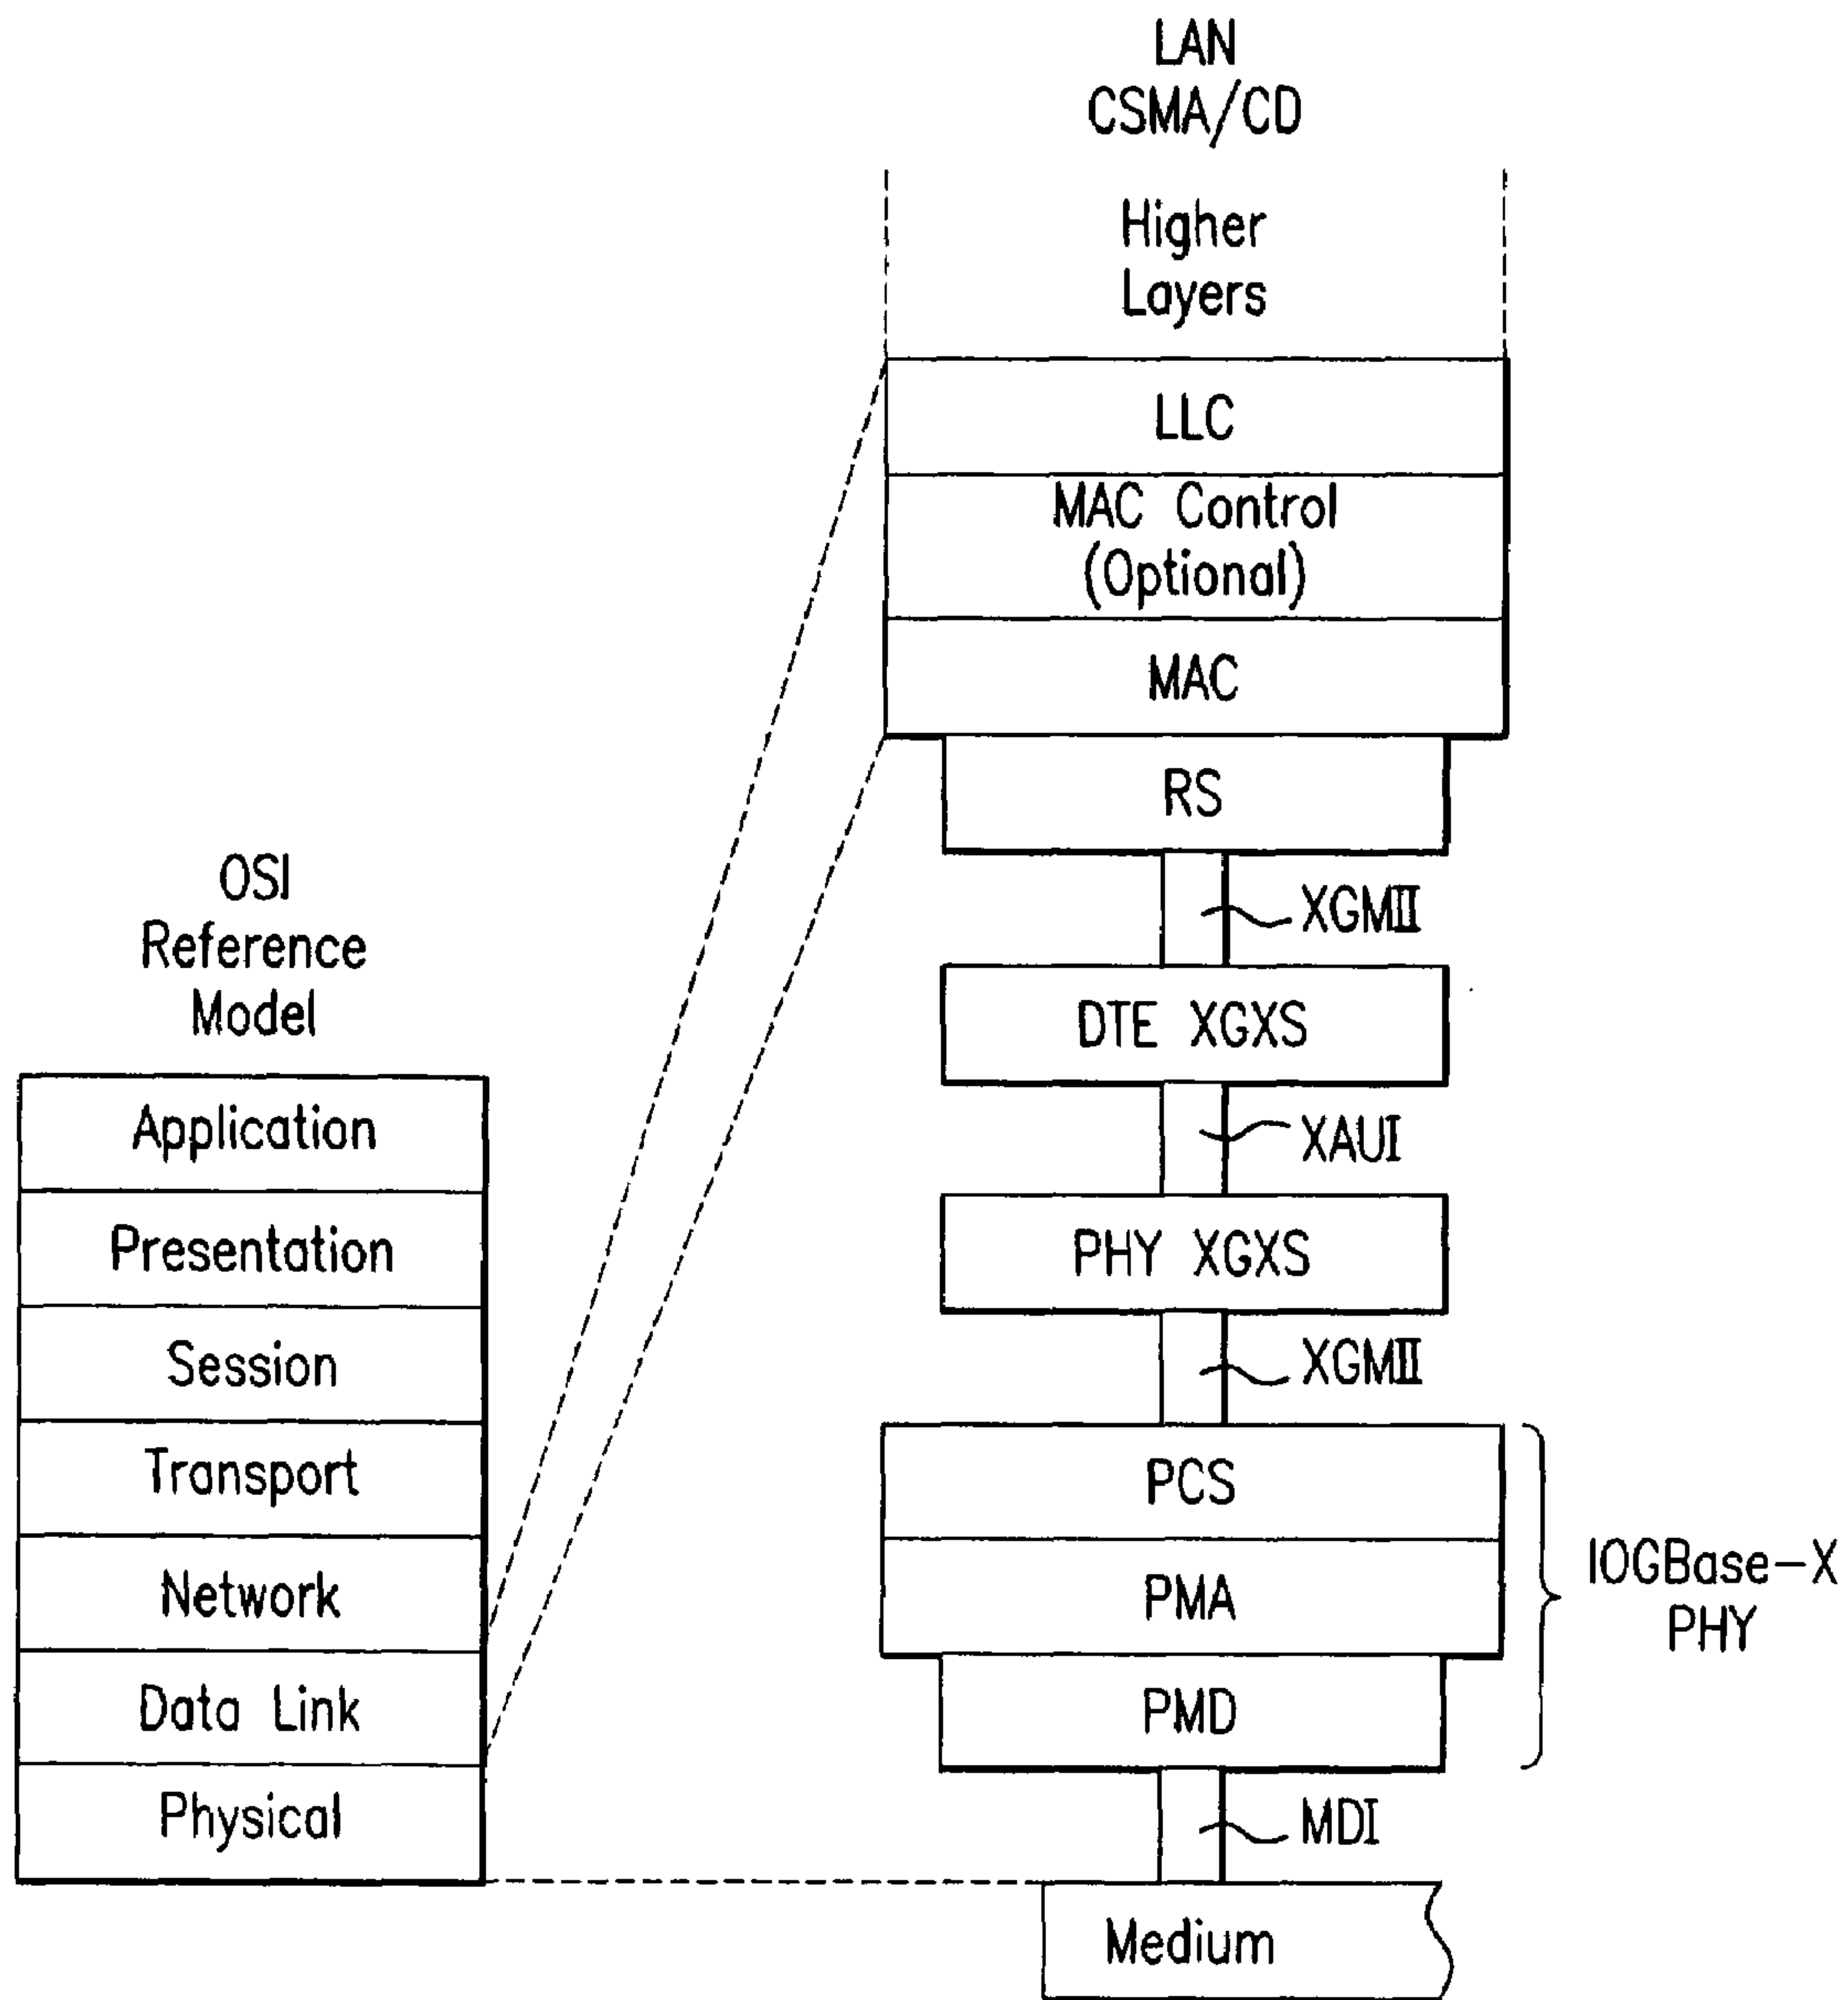 LAN
CSMA/CD
Higher
Layers
LLC
MAC Control
(Optional)
MAC
RS
XGMII
DTE XGXS
XAUI
PHY XGXS
XGMII
PCS
PMA
PMD
10GBase-X
PHY
MDI
Medium
OSI
Reference
Model
Application
Presentation
Session
Transport
Network
Data Link
Physical